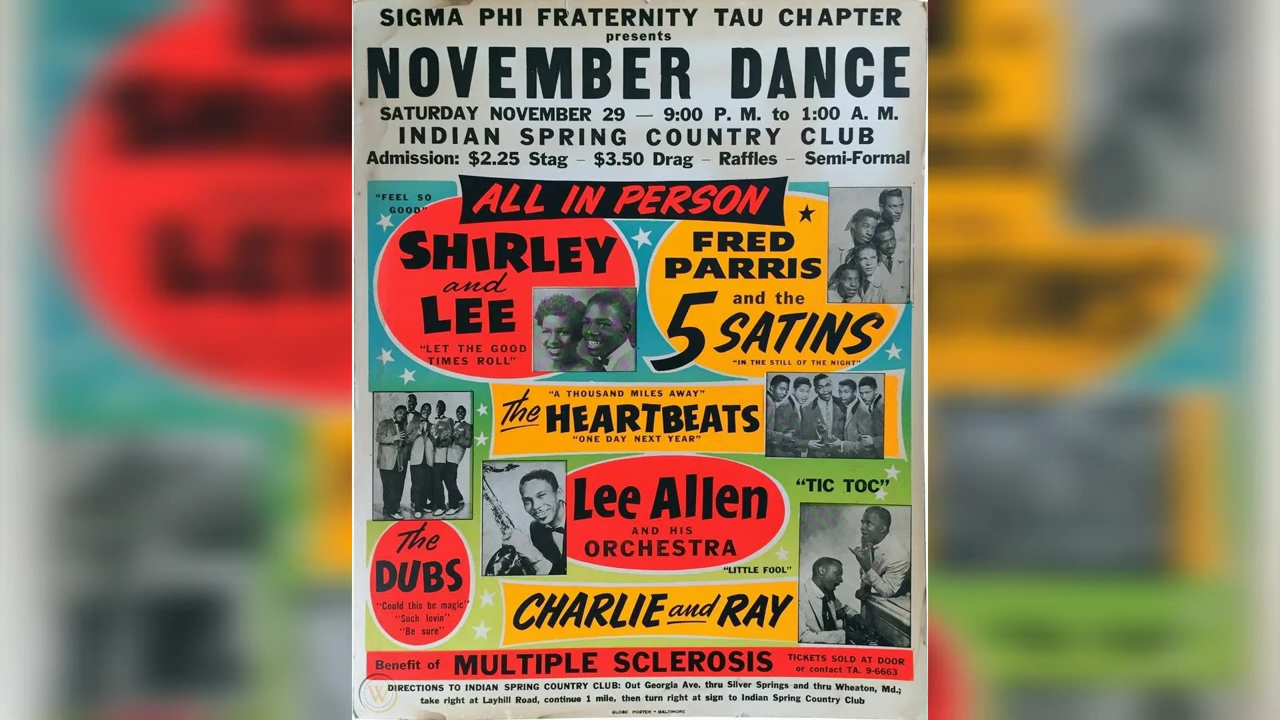 SIGMA PHI FRATERNITY TAU CHAPTER
presents
NOVEMBER DANCE
SATURDAY NOVEMBER 29 — 9:00 P. M. to 1:00 A. M.
INDIAN SPRING COUNTRY CLUB
Admission: $2.25 Stag – $3.50 Drag – Raffles – Semi-Formal
ALL IN PERSON
"FEEL SO
GOOD"
SHIRLEY
and
LEE
"LET THE GOOD
TIMES ROLL"
FRED
PARRIS
and the
5 SATINS
"IN THE STILL OF THE NIGHT"
"A THOUSAND MILES AWAY"
The HEARTBEATS
"ONE DAY NEXT YEAR"
Lee Allen
AND HIS
ORCHESTRA
"TIC TOC"
The
DUBS
"Could this be magic"
"Such lovin"
"Be sure"
"LITTLE FOOL"
CHARLIE and RAY
Benefit of MULTIPLE SCLEROSIS
TICKETS SOLD AT DOOR
or contact TA. 9-6663
DIRECTIONS TO INDIAN SPRING COUNTRY CLUB: Out Georgia Ave. thru Silver Springs and thru Wheaton, Md.;
take right at Layhill Road, continue 1 mile, then turn right at sign to Indian Spring Country Club
GLOBE POSTER • BALTIMORE
W